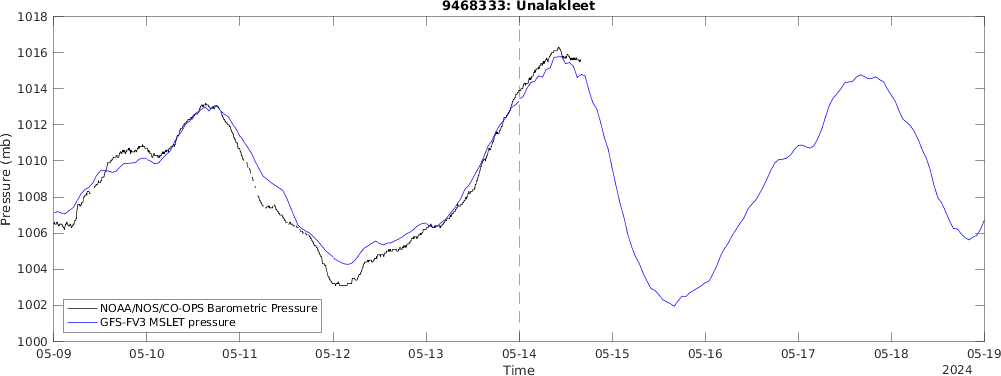 9468333: Unalakleet
1018
1016
1014
1012
1010
1008
1006
1004
1002
1000
Pressure (mb)
NOAA/NOS/CO-OPS Barometric Pressure
GFS-FV3 MSLET pressure
05-09 05-10 05-11 05-12 05-13 05-14 05-15 05-16 05-17 05-18 05-19
Time
2024